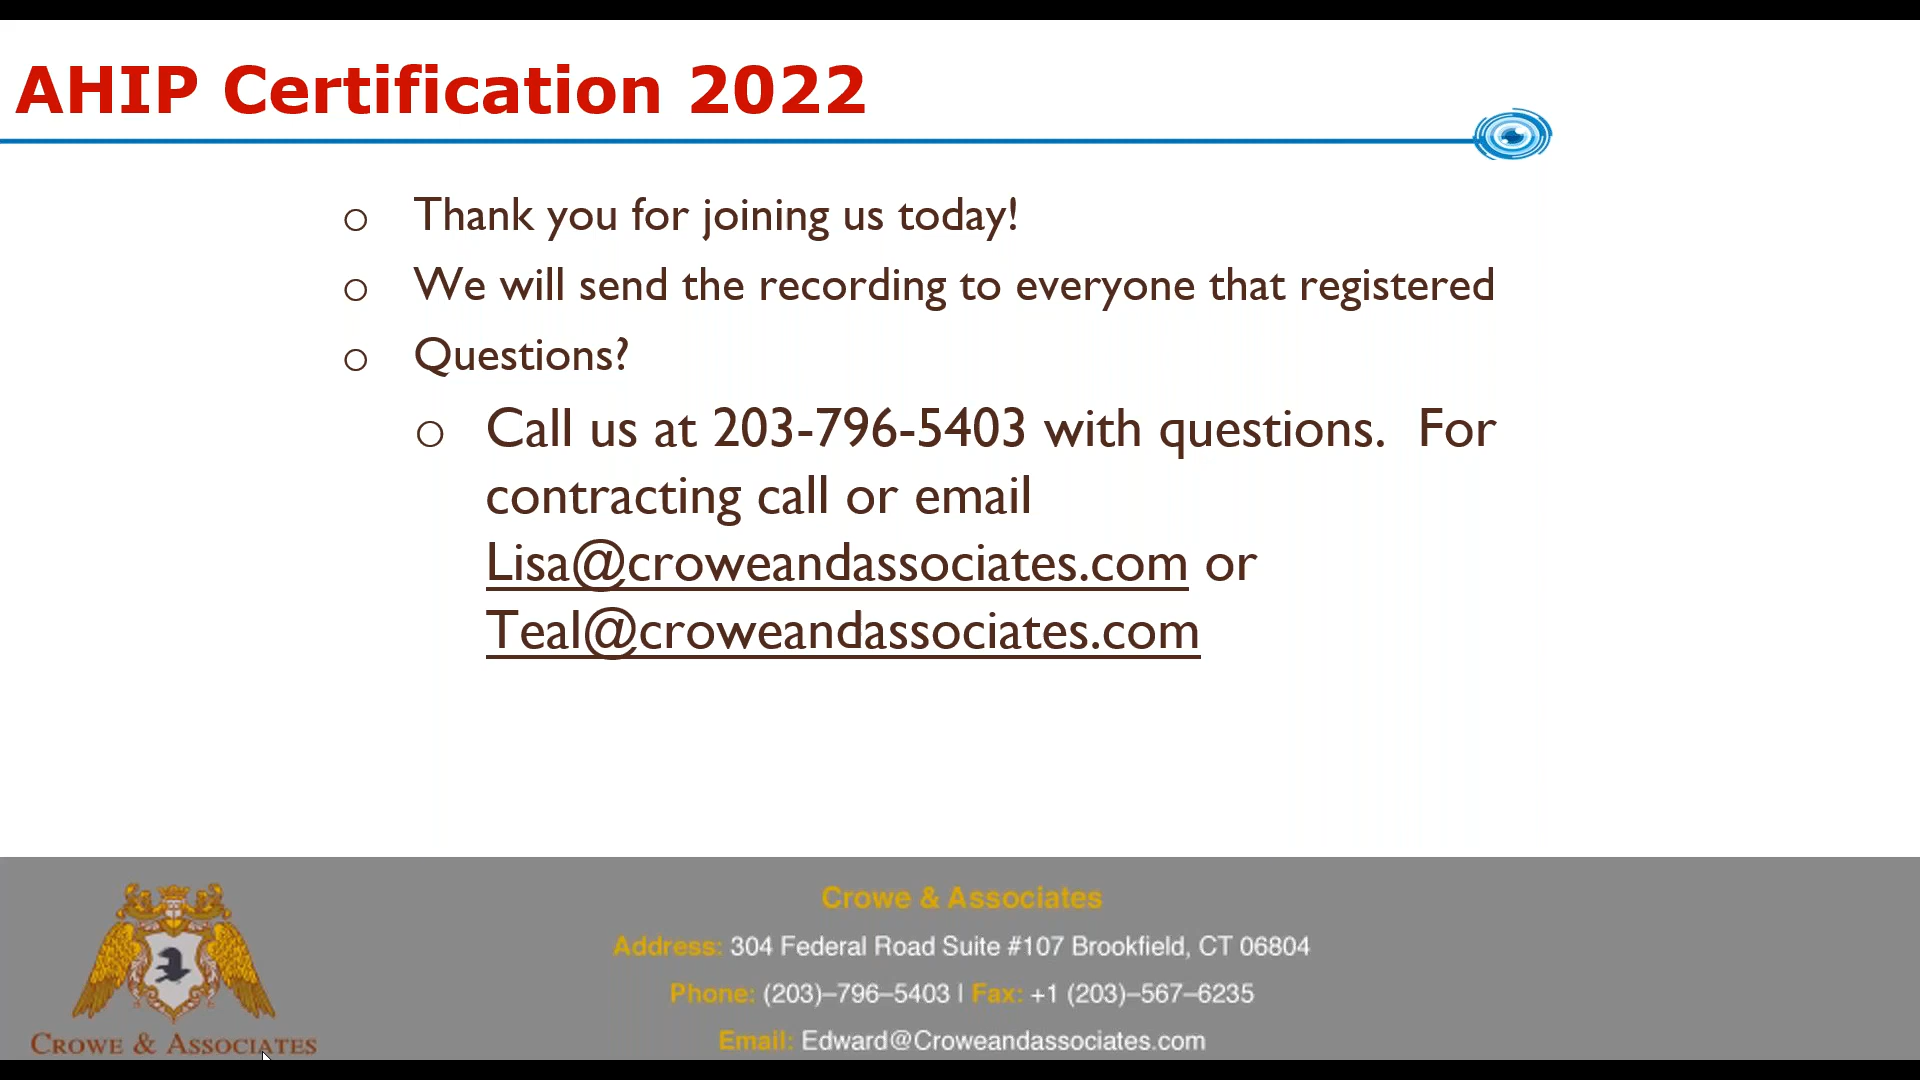 AHIP Certification 2022
o Thank you for joining us today!
o We will send the recording to everyone that registered
o Questions?
o Call us at 203-796-5403 with questions.  For
contracting call or email
Lisa@croweandassociates.com or
Teal@croweandassociates.com
Crowe & Associates
Address: 304 Federal Road Suite #107 Brookfield, CT 06804
Phone: (203)–796–5403 | Fax: +1 (203)–567–6235
Email: Edward@Croweandassociates.com
CROWE & ASSOCIATES